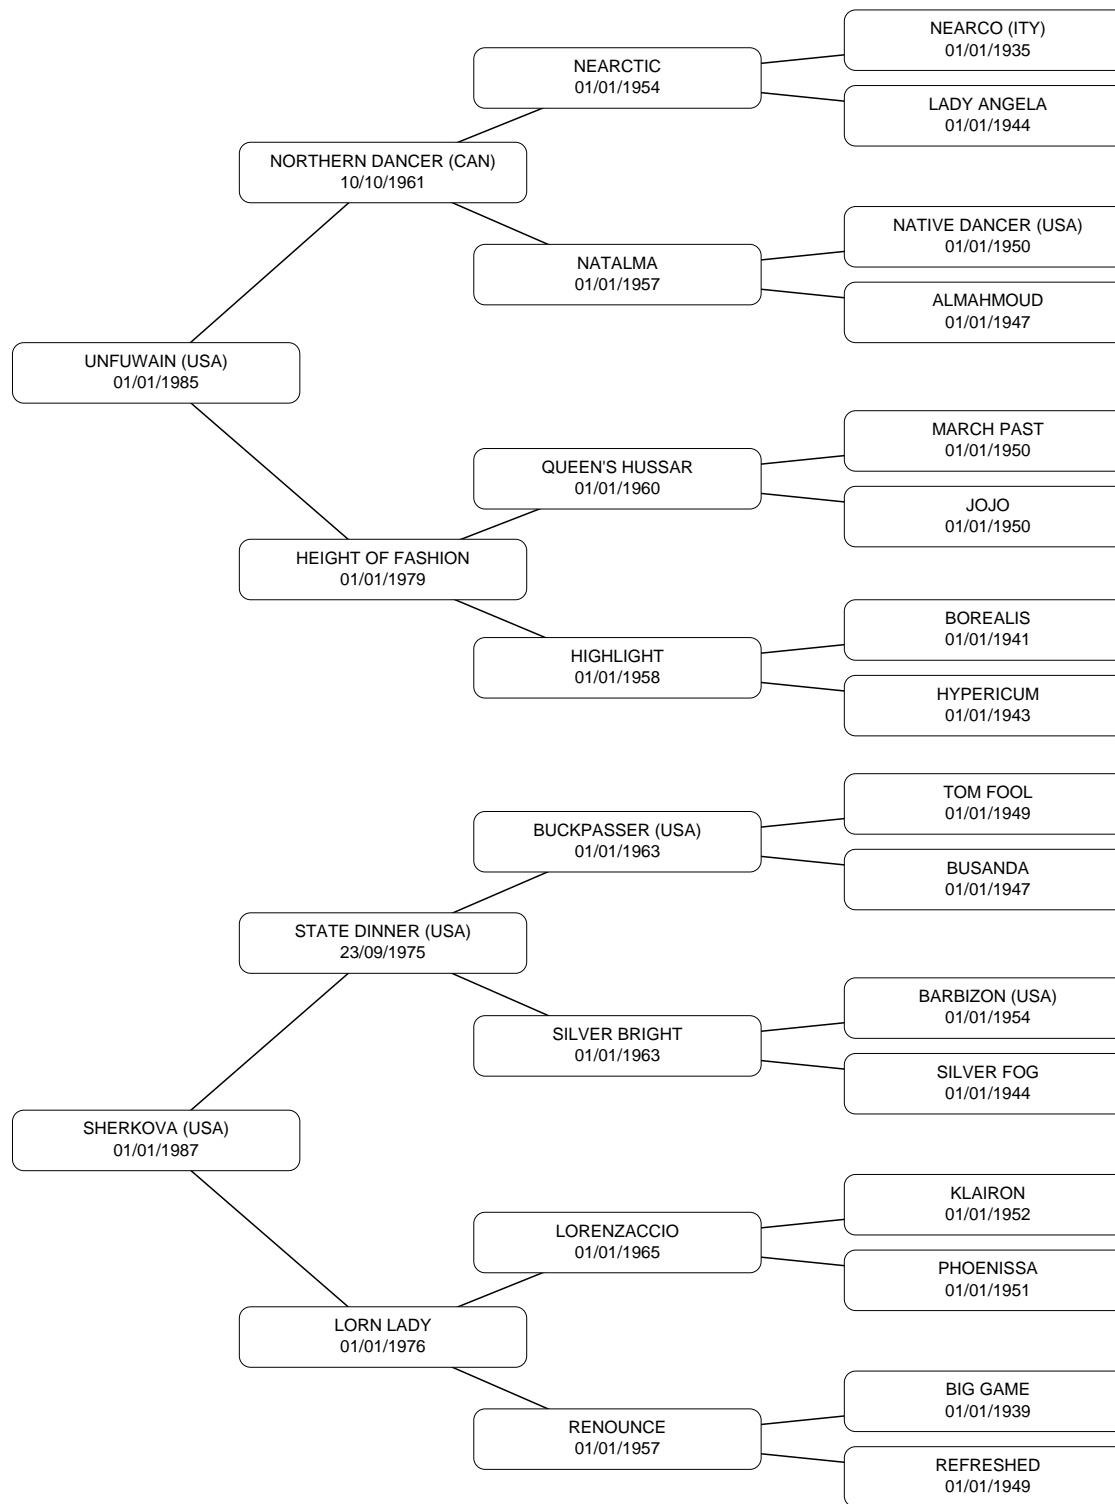 NEARCO (ITY)
01/01/1935
NEARCTIC
01/01/1954
LADY ANGELA
01/01/1944
NORTHERN DANCER (CAN)
10/10/1961
NATIVE DANCER (USA)
01/01/1950
NATALMA
01/01/1957
ALMAHMOUD
01/01/1947
UNFUWAIN (USA)
01/01/1985
MARCH PAST
01/01/1950
QUEEN'S HUSSAR
01/01/1960
JOJO
01/01/1950
HEIGHT OF FASHION
01/01/1979
BOREALIS
01/01/1941
HIGHLIGHT
01/01/1958
HYPERICUM
01/01/1943
TOM FOOL
01/01/1949
BUCKPASSER (USA)
01/01/1963
BUSANDA
01/01/1947
STATE DINNER (USA)
23/09/1975
BARBIZON (USA)
01/01/1954
SILVER BRIGHT
01/01/1963
SILVER FOG
01/01/1944
SHERKOVA (USA)
01/01/1987
KLAIRON
01/01/1952
LORENZACCIO
01/01/1965
PHOENISSA
01/01/1951
LORN LADY
01/01/1976
BIG GAME
01/01/1939
RENOUNCE
01/01/1957
REFRESHED
01/01/1949